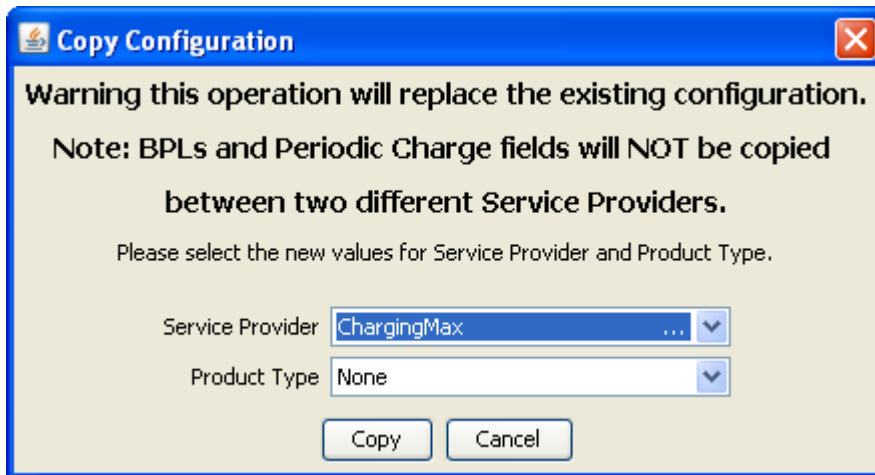 Copy Configuration
Warning this operation will replace the existing configuration.
Note: BPLs and Periodic Charge fields will NOT be copied
between two different Service Providers.
Please select the new values for Service Provider and Product Type.
Service Provider ChargingMax ...
Product Type None
Copy Cancel